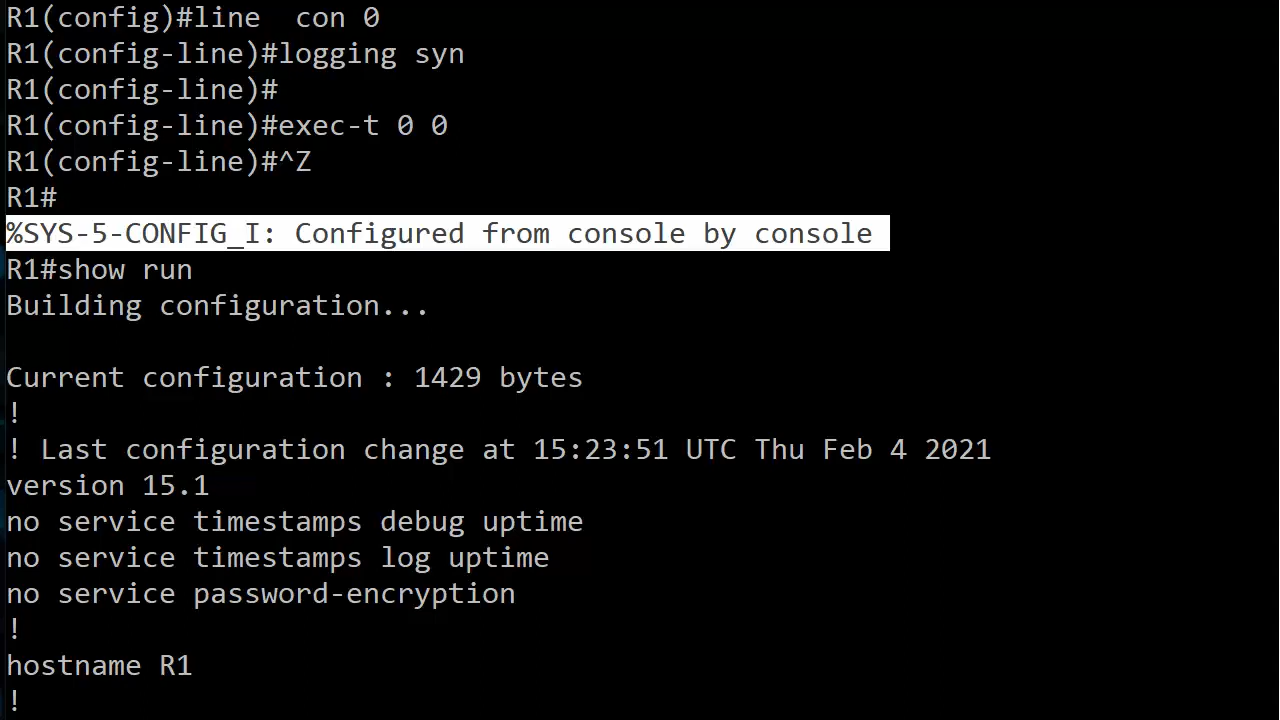 R1(config)#line  con 0
R1(config-line)#logging syn
R1(config-line)#
R1(config-line)#exec-t 0 0
R1(config-line)#^Z
R1#
%SYS-5-CONFIG_I: Configured from console by console
R1#show run
Building configuration...
Current configuration : 1429 bytes
!
! Last configuration change at 15:23:51 UTC Thu Feb 4 2021
version 15.1
no service timestamps debug uptime
no service timestamps log uptime
no service password-encryption
!
hostname R1
!